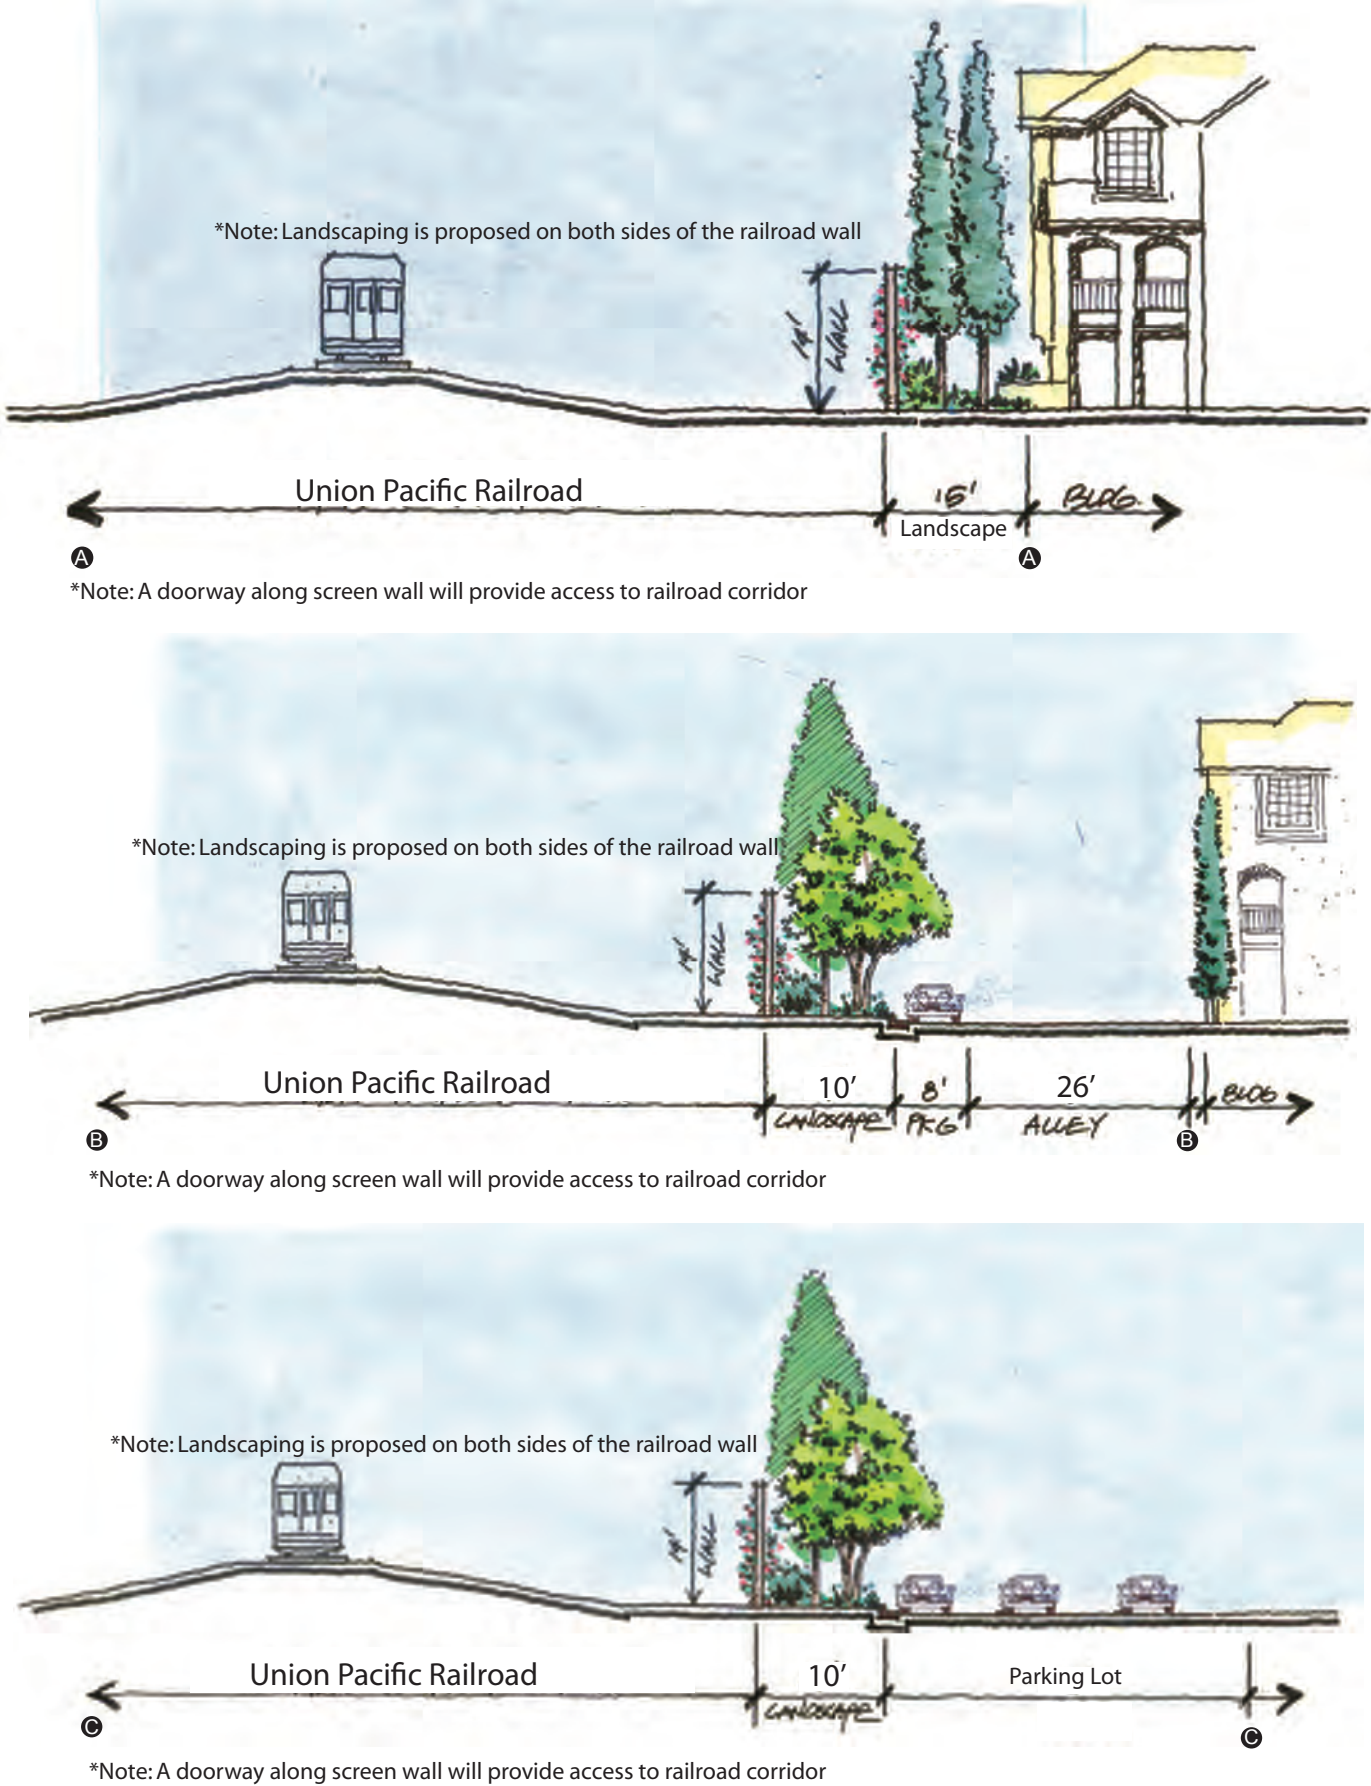 *Note: Landscaping is proposed on both sides of the railroad wall
14' WALL
Union Pacific Railroad
15'
Landscape
BLDG.
A
A
*Note: A doorway along screen wall will provide access to railroad corridor
*Note: Landscaping is proposed on both sides of the railroad wall
14' WALL
Union Pacific Railroad
10'
LANDSCAPE
8'
PKG
26'
ALLEY
BLDG
B
B
*Note: A doorway along screen wall will provide access to railroad corridor
*Note: Landscaping is proposed on both sides of the railroad wall
14' WALL
Union Pacific Railroad
10'
LANDSCAPE
Parking Lot
C
C
*Note: A doorway along screen wall will provide access to railroad corridor